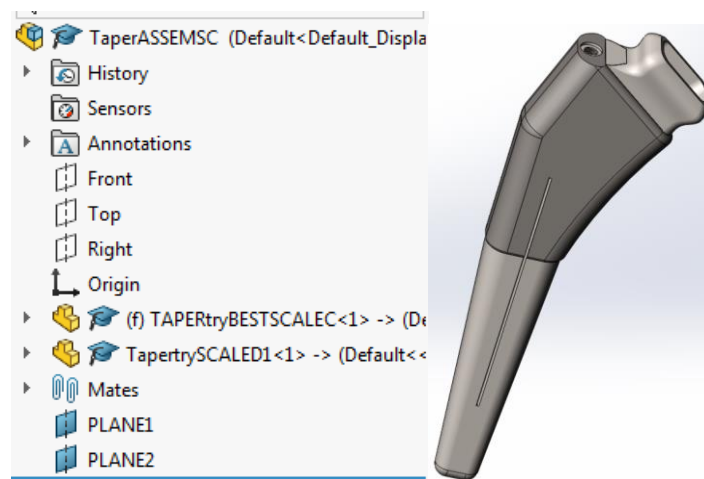 TaperASSEMSC (Default<Default_Displa
History
Sensors
Annotations
Front
Top
Right
Origin
(f) TAPERtryBESTSCALEC<1> -> (De
TapertrySCALED1<1> -> (Default<<
Mates
PLANE1
PLANE2